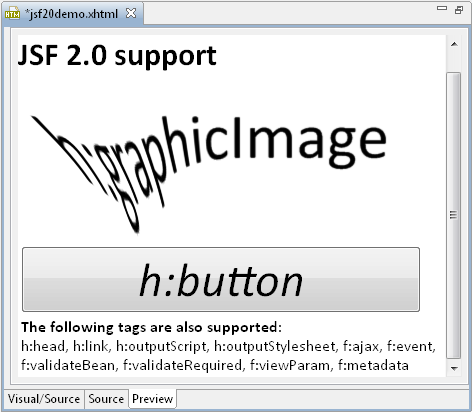 *jsf20demo.xhtml
JSF 2.0 support
h:graphicImage
h:button
The following tags are also supported:
h:head, h:link, h:outputScript, h:outputStylesheet, f:ajax, f:event,
f:validateBean, f:validateRequired, f:viewParam, f:metadata
Visual/Source Source Preview